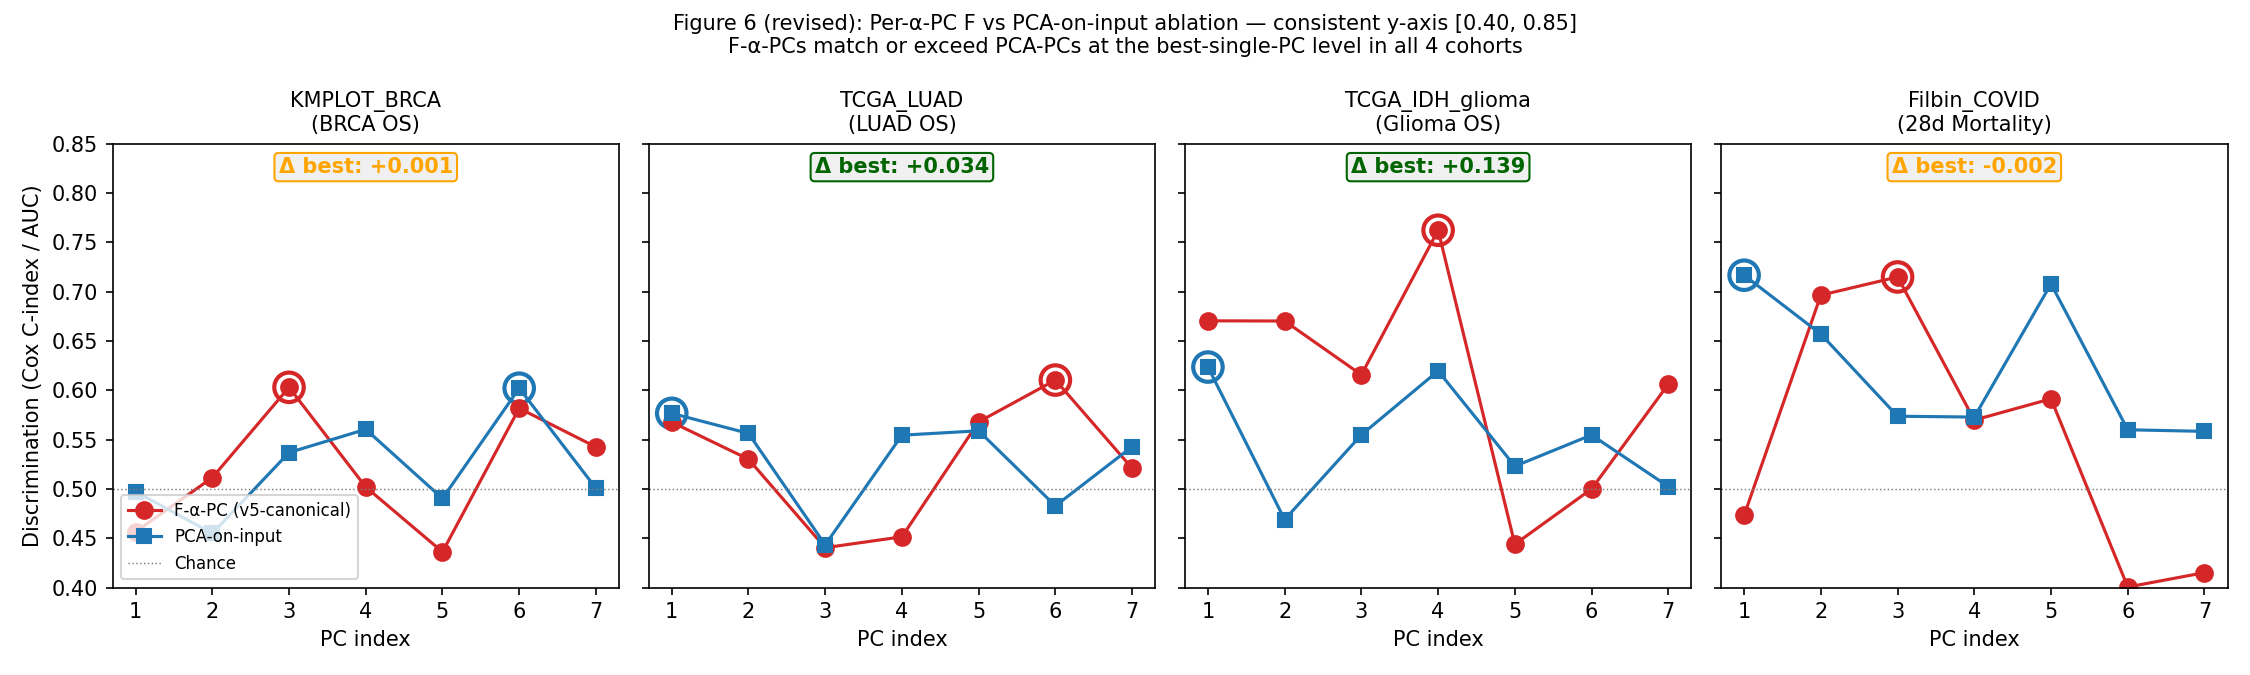 Figure 6 (revised): Per-α-PC F vs PCA-on-input ablation — consistent y-axis [0.40, 0.85]
F-α-PCs match or exceed PCA-PCs at the best-single-PC level in all 4 cohorts
KMPLOT_BRCA
(BRCA OS)
TCGA_LUAD
(LUAD OS)
TCGA_IDH_glioma
(Glioma OS)
Filbin_COVID
(28d Mortality)
Δ best: +0.001
Δ best: +0.034
Δ best: +0.139
Δ best: -0.002
Discrimination (Cox C-index / AUC)
0.85
0.80
0.75
0.70
0.65
0.60
0.55
0.50
0.45
0.40
F-α-PC (v5-canonical)
PCA-on-input
Chance
1 2 3 4 5 6 7
1 2 3 4 5 6 7
1 2 3 4 5 6 7
1 2 3 4 5 6 7
PC index
PC index
PC index
PC index